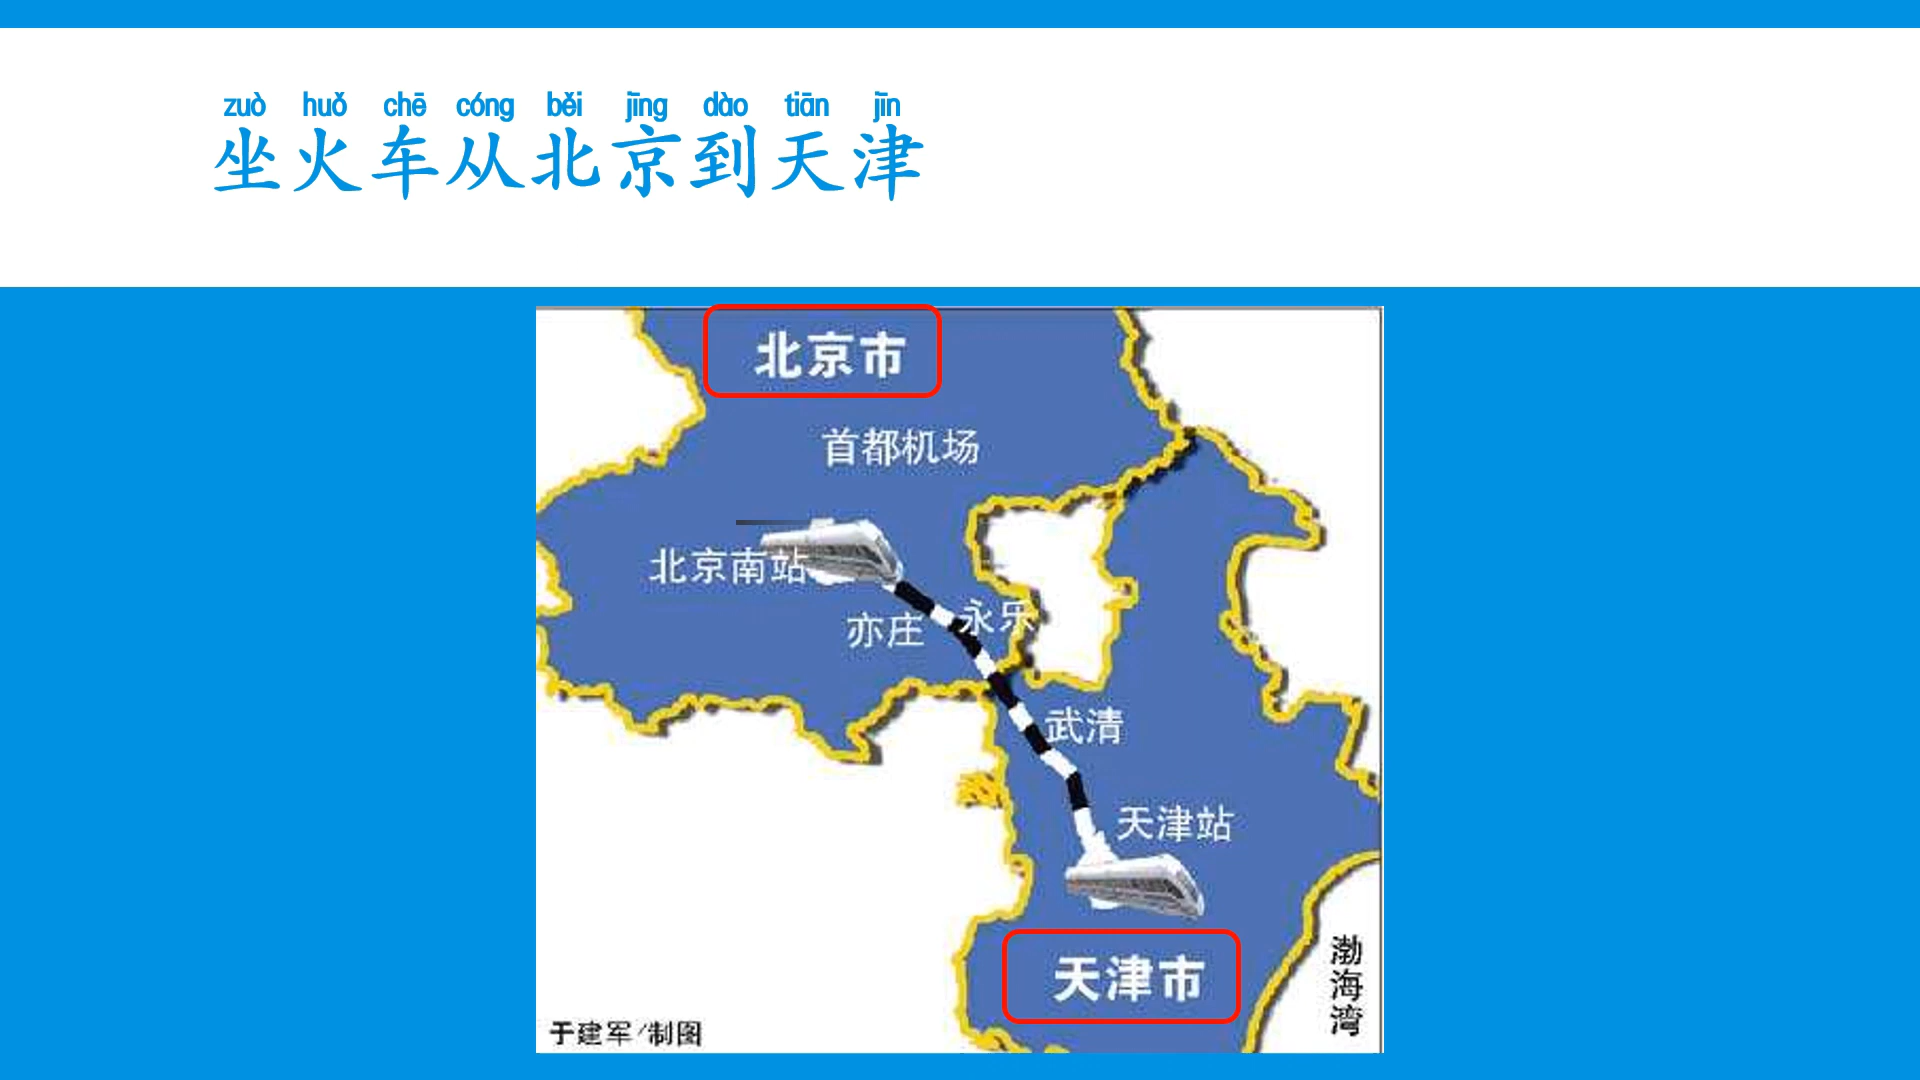 zuò huǒ chē cóng běi jīng dào tiān jīn
坐火车从北京到天津
北京市
首都机场
北京南站
亦庄
永乐
武清
天津站
天津市
渤海湾
于建军/制图